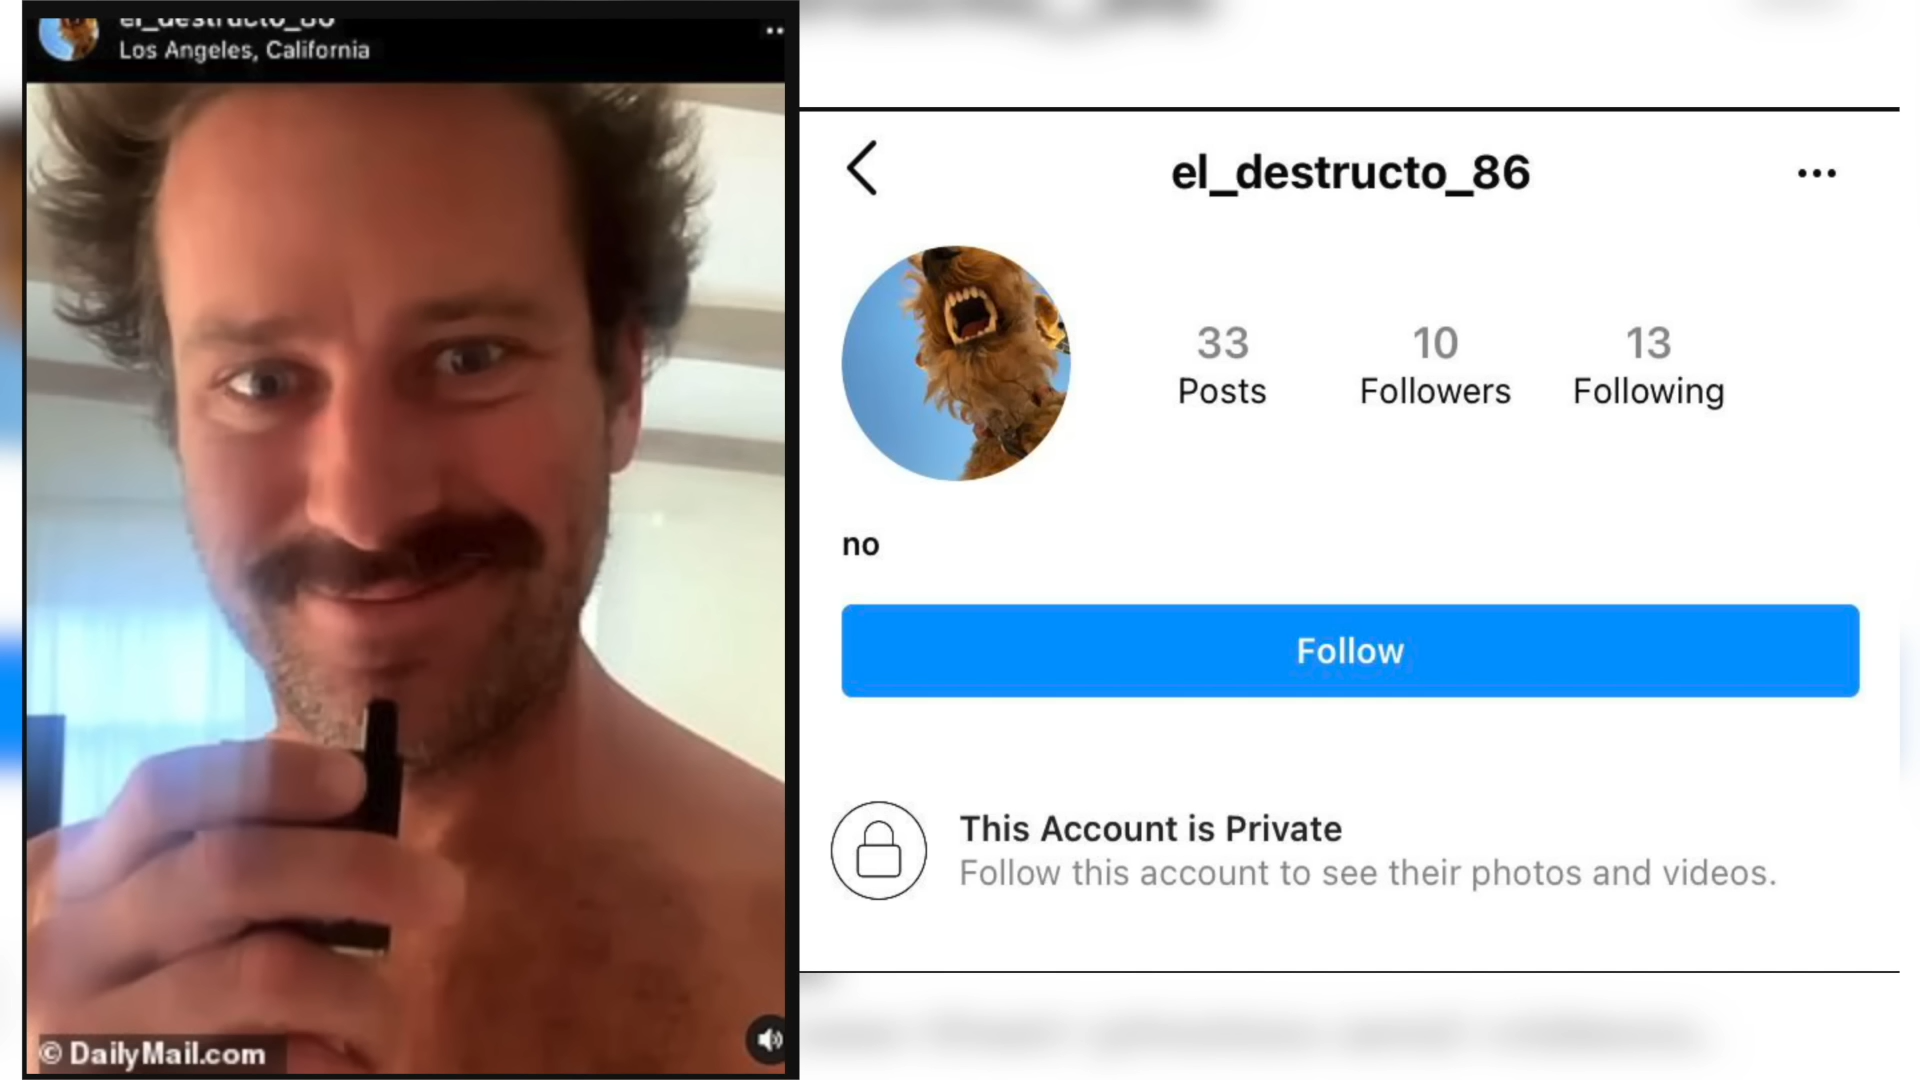 el_destructo_86
Los Angeles, California
© DailyMail.com
el_destructo_86
33
Posts
10
Followers
13
Following
no
Follow
This Account is Private
Follow this account to see their photos and videos.